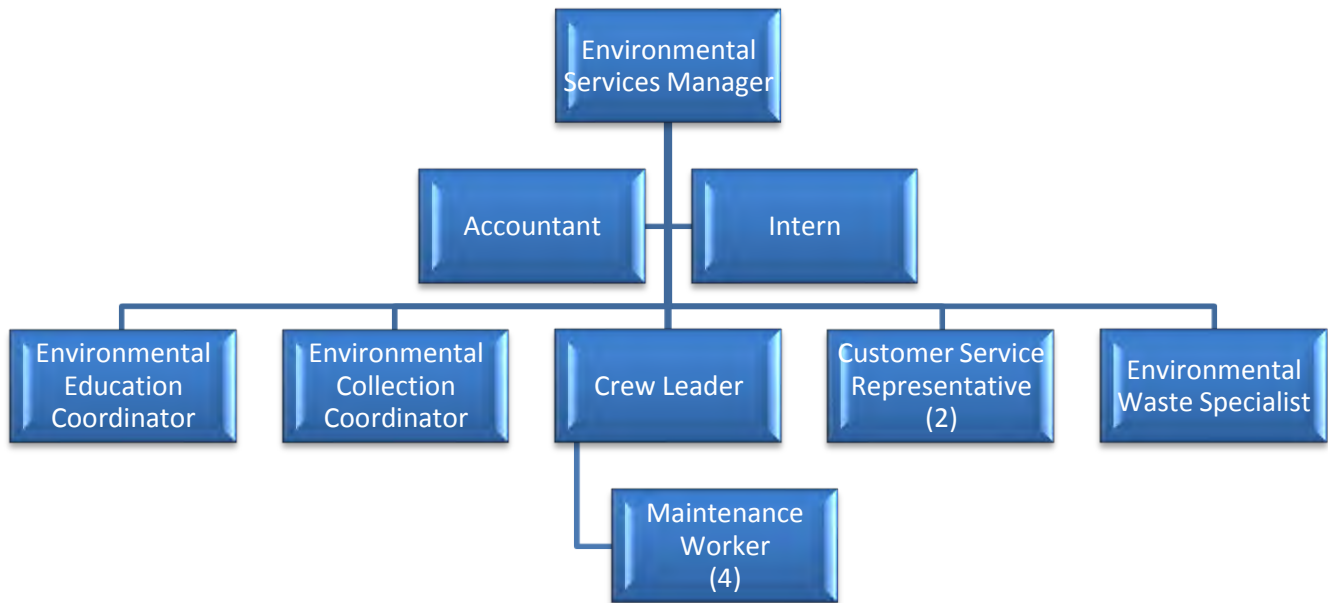 Environmental
Services Manager
Accountant
Intern
Environmental
Education
Coordinator
Environmental
Collection
Coordinator
Crew Leader
Customer Service
Representative
(2)
Environmental
Waste Specialist
Maintenance
Worker
(4)